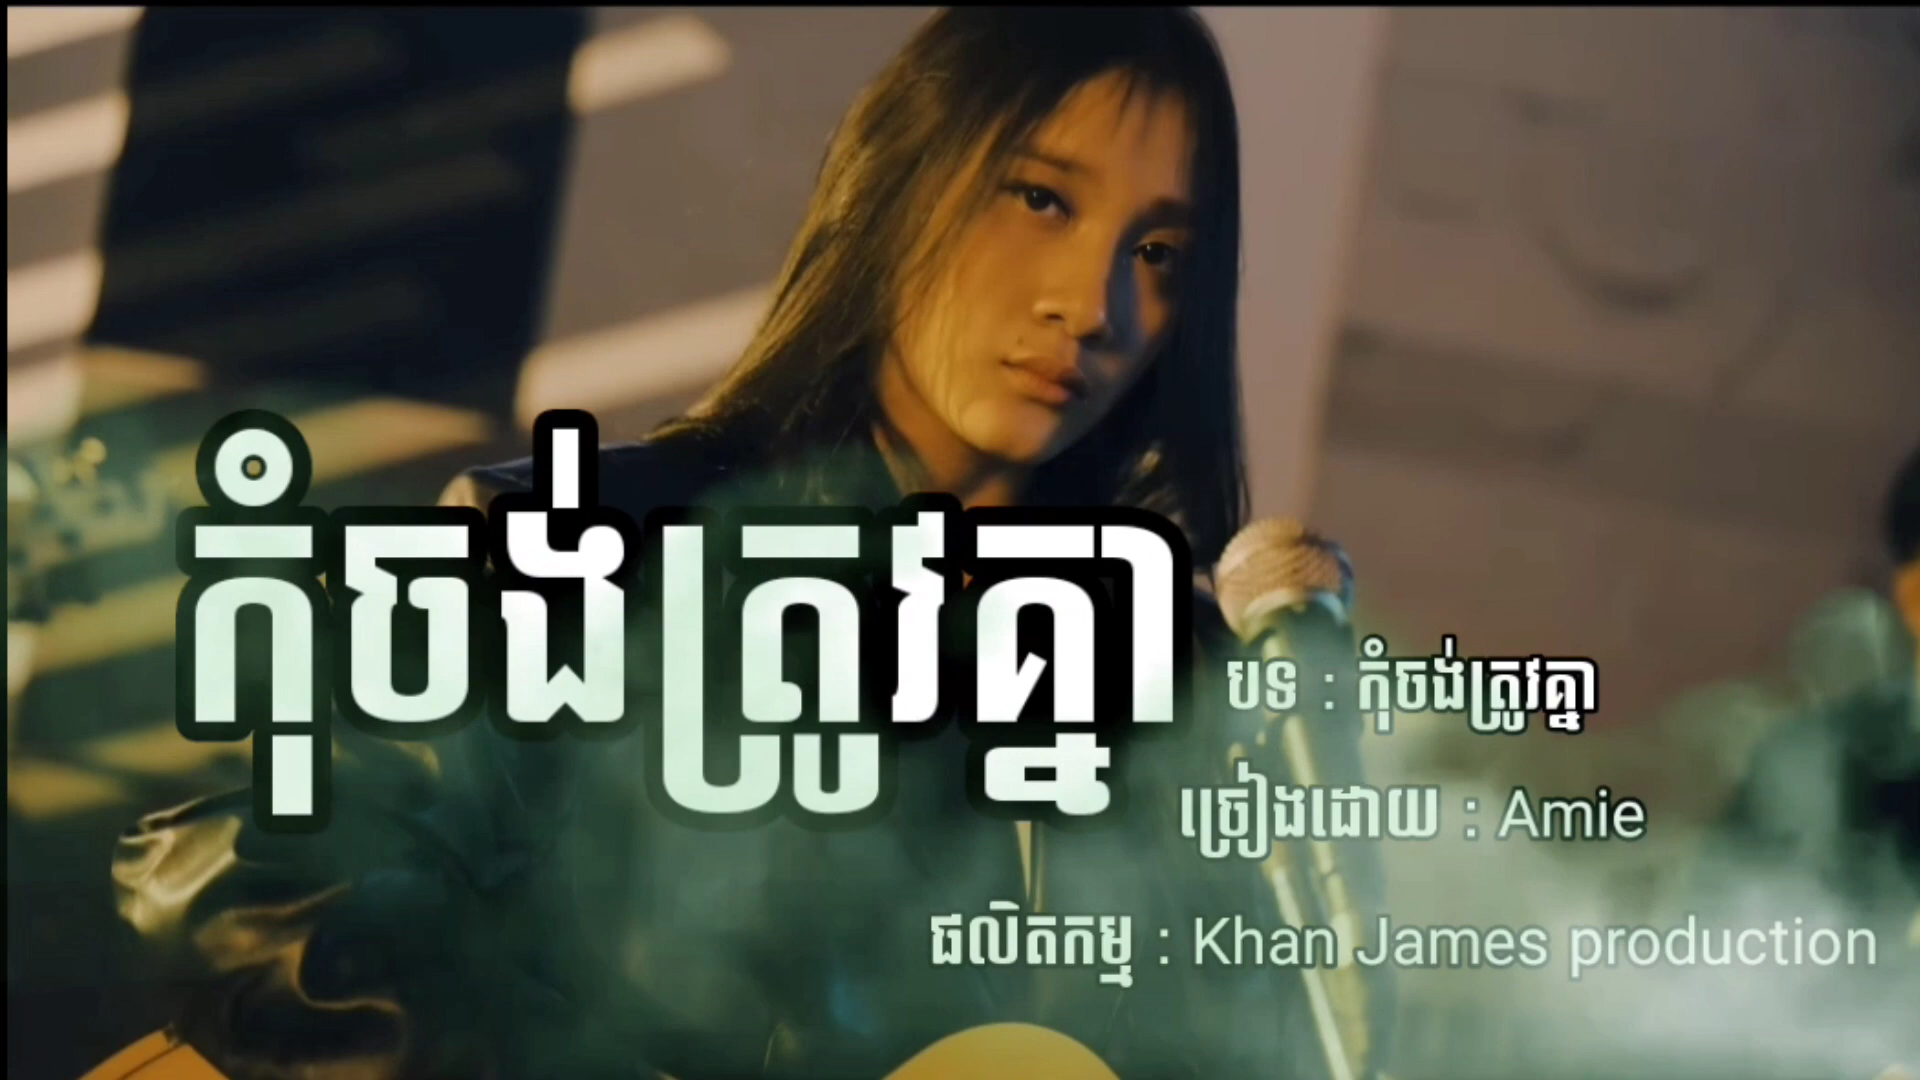 កុំចង់ត្រូវគ្នា
បទ : កុំចង់ត្រូវគ្នា
ច្រៀងដោយ : Amie
ផលិតកម្ម : Khan James production